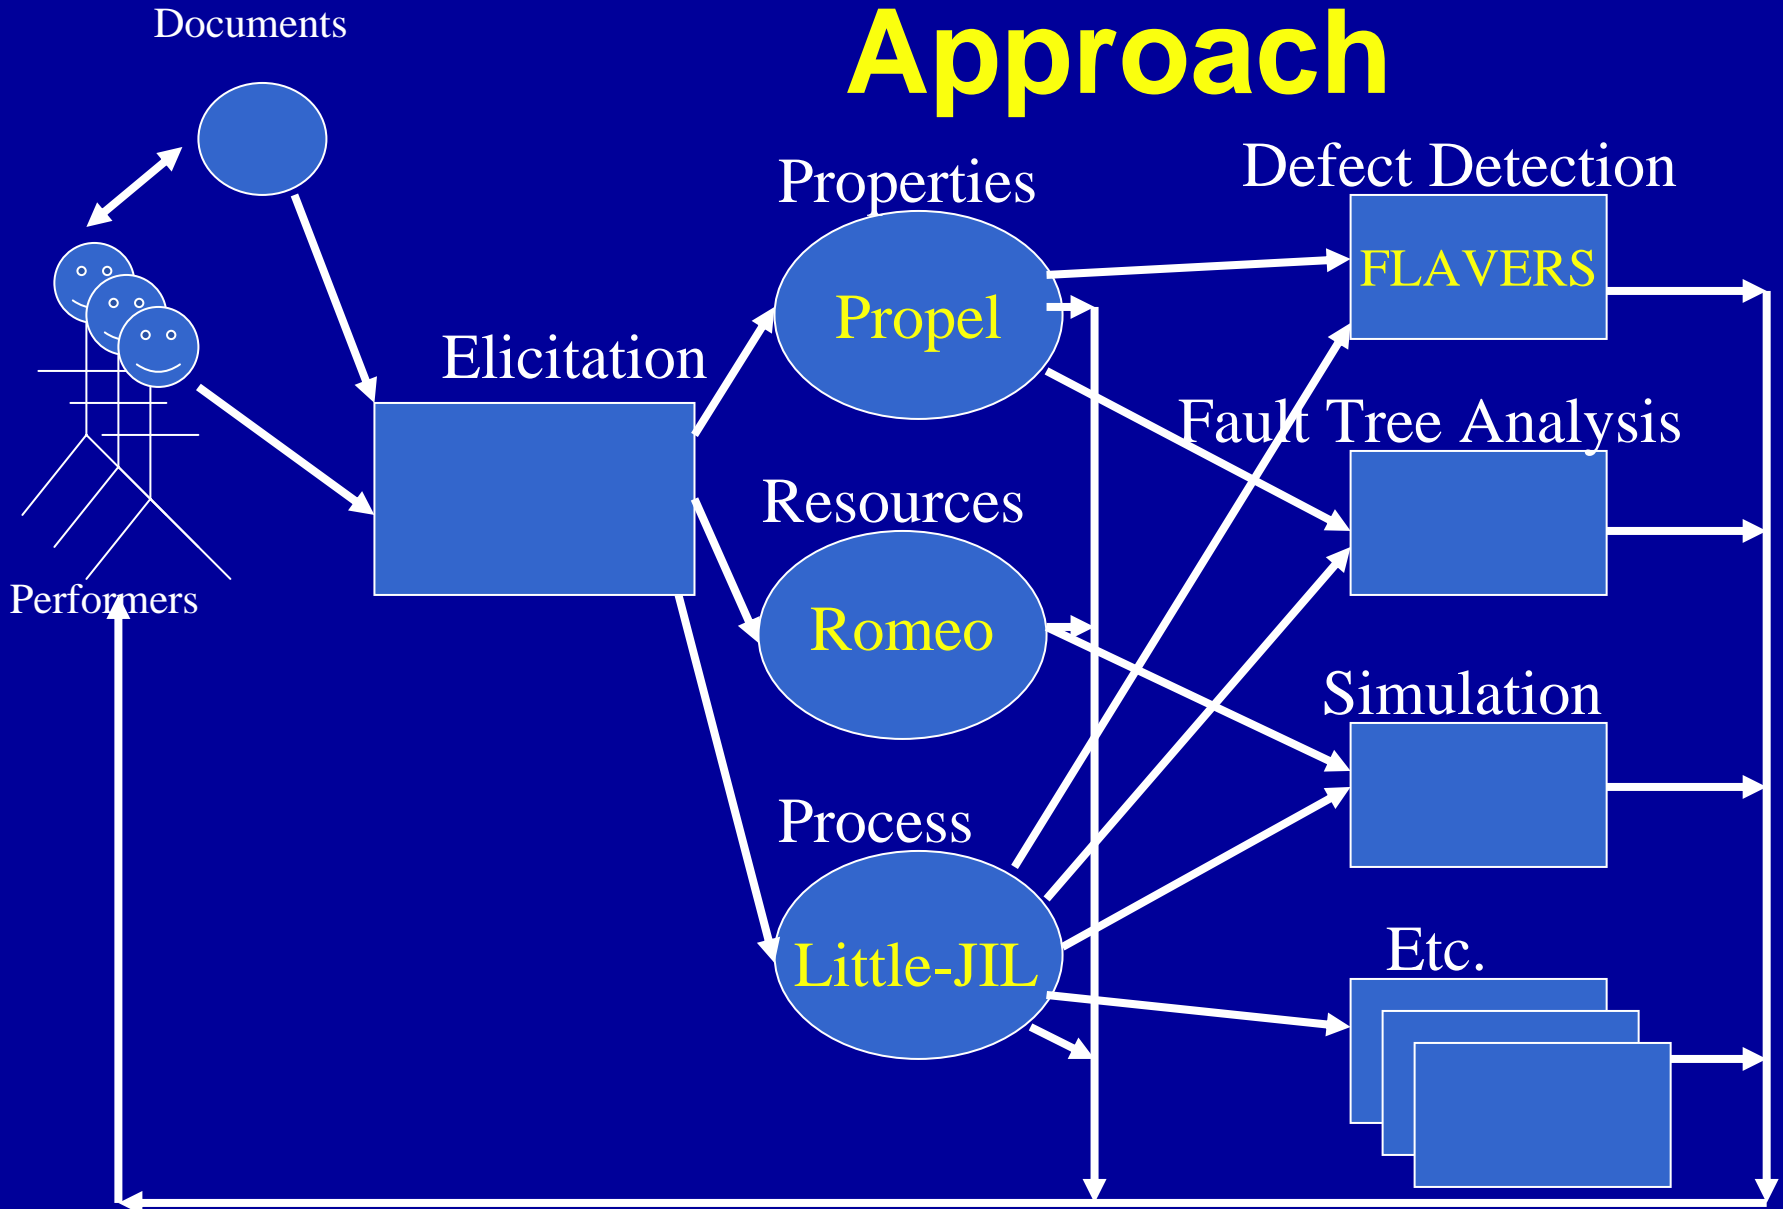 Documents
Approach
Properties
Defect Detection
FLAVERS
Propel
Elicitation
Fault Tree Analysis
Resources
Performers
Romeo
Simulation
Process
Etc.
Little-JIL